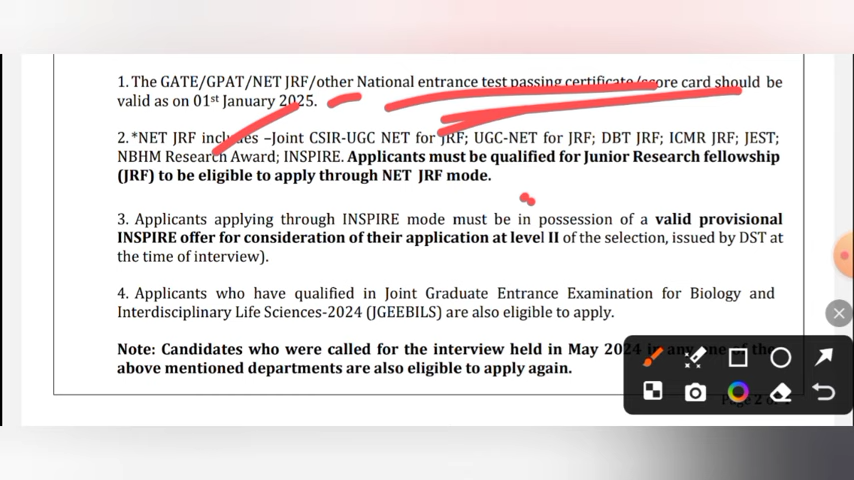 1. The GATE/GPAT/NET JRF/other National entrance test passing certificate/score card should be
valid as on 01st January 2025.
2. *NET JRF includes –Joint CSIR-UGC NET for JRF; UGC-NET for JRF; DBT JRF; ICMR JRF; JEST;
NBHM Research Award; INSPIRE. Applicants must be qualified for Junior Research fellowship
(JRF) to be eligible to apply through NET JRF mode.
3. Applicants applying through INSPIRE mode must be in possession of a valid provisional
INSPIRE offer for consideration of their application at level II of the selection, issued by DST at
the time of interview).
4. Applicants who have qualified in Joint Graduate Entrance Examination for Biology and
Interdisciplinary Life Sciences-2024 (JGEEBILS) are also eligible to apply.
Note: Candidates who were called for the interview held in May 2024 in any one of the
above mentioned departments are also eligible to apply again.
Page 2